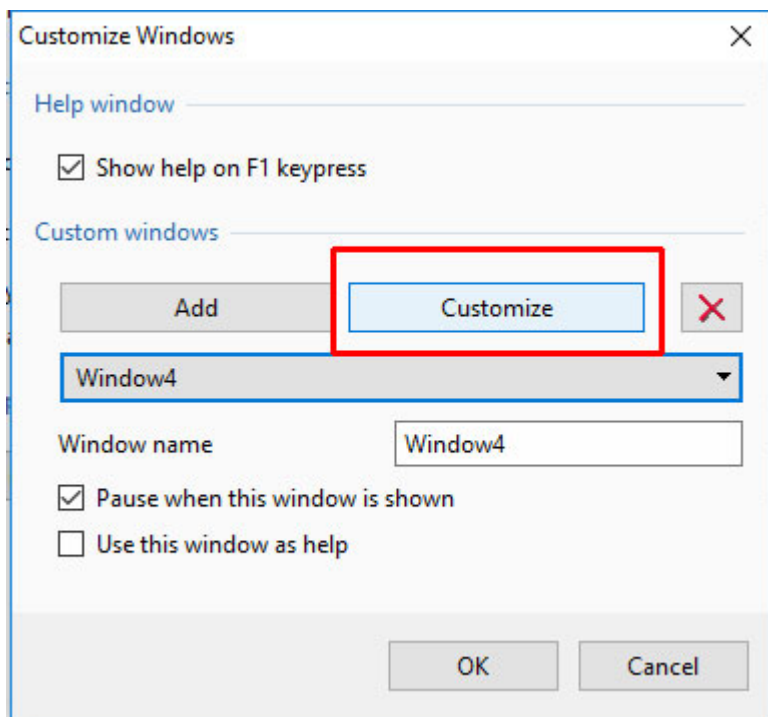 Customize Windows
Help window
Show help on F1 keypress
Custom windows
Add Customize
Window4
Window name Window4
Pause when this window is shown
Use this window as help
OK Cancel